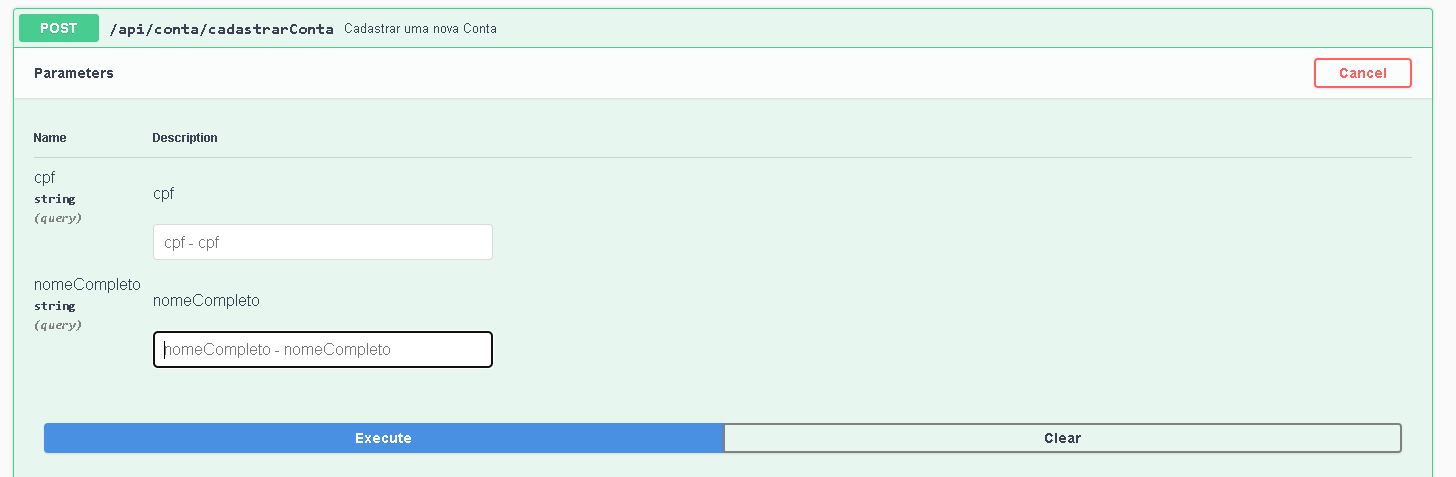 POST /api/conta/cadastrarConta Cadastrar uma nova Conta
Parameters Cancel
Name Description
cpf
string
(query)
cpf
cpf - cpf
nomeCompleto
string
(query)
nomeCompleto
nomeCompleto - nomeCompleto
Execute Clear